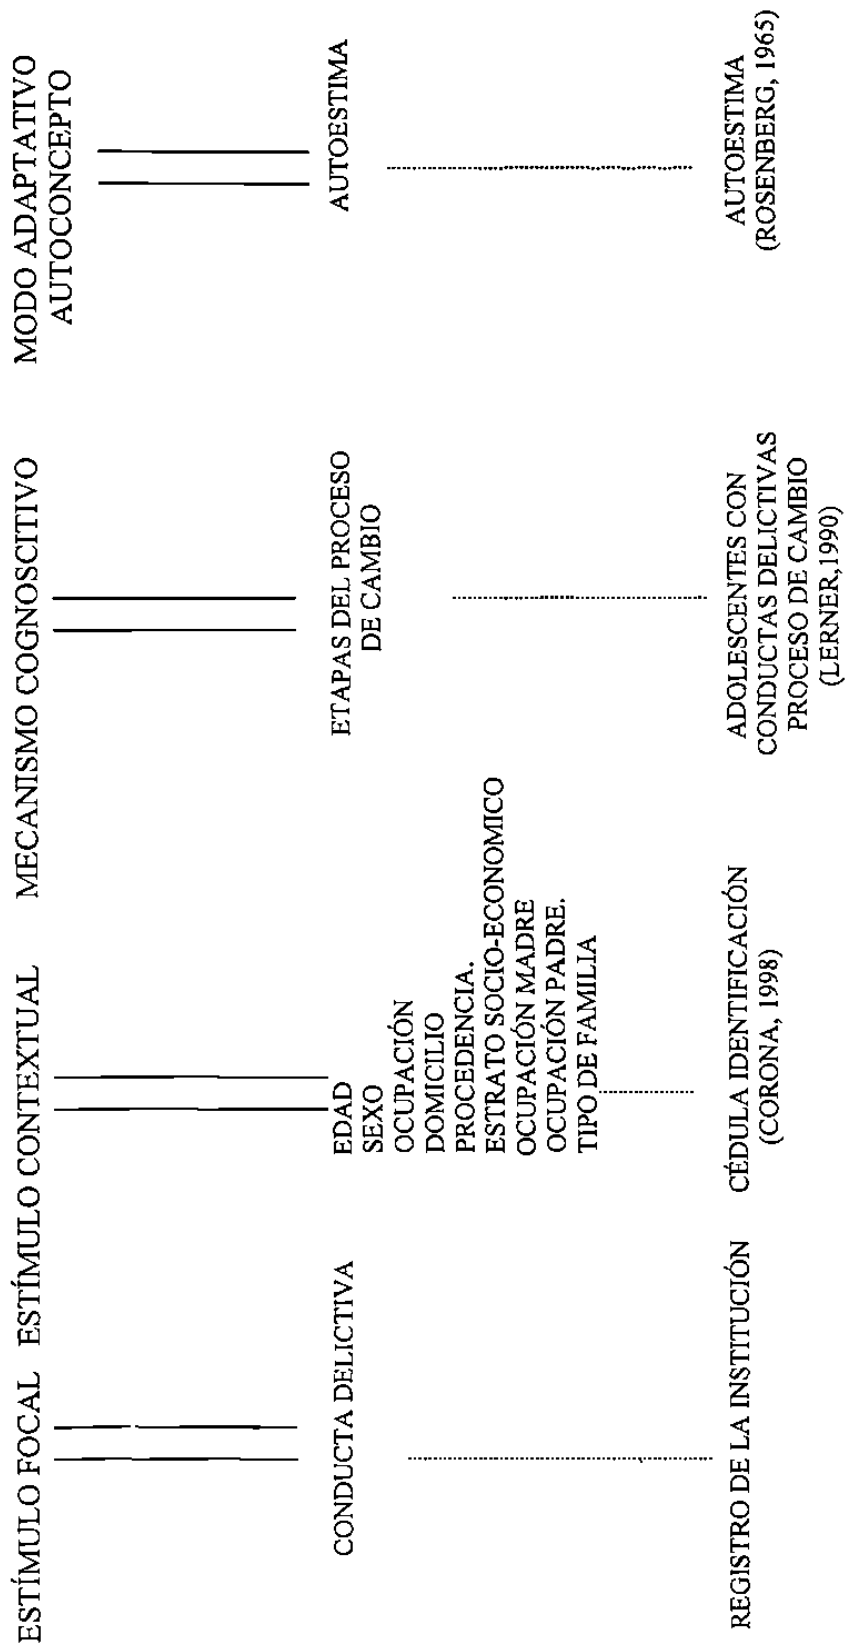 ESTÍMULO FOCAL
ESTÍMULO CONTEXTUAL
MECANISMO COGNOSCITIVO
MODO ADAPTATIVO
AUTOCONCEPTO
CONDUCTA DELICTIVA
EDAD
SEXO
OCUPACIÓN
DOMICILIO
PROCEDENCIA.
ESTRATO SOCIO-ECONOMICO
OCUPACIÓN MADRE
OCUPACIÓN PADRE.
TIPO DE FAMILIA
ETAPAS DEL PROCESO
DE CAMBIO
AUTOESTIMA
REGISTRO DE LA INSTITUCIÓN
CÉDULA IDENTIFICACIÓN
(CORONA, 1998)
ADOLESCENTES CON
CONDUCTAS DELICTIVAS
PROCESO DE CAMBIO
(LERNER,1990)
AUTOESTIMA
(ROSENBERG, 1965)